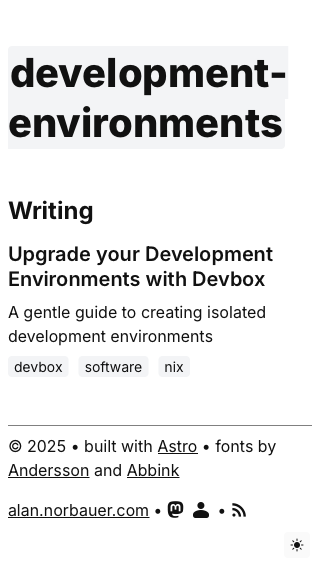 development-
environments
Writing
Upgrade your Development
Environments with Devbox
A gentle guide to creating isolated
development environments
devbox software nix
© 2025 • built with Astro • fonts by
Andersson and Abbink
alan.norbauer.com • •